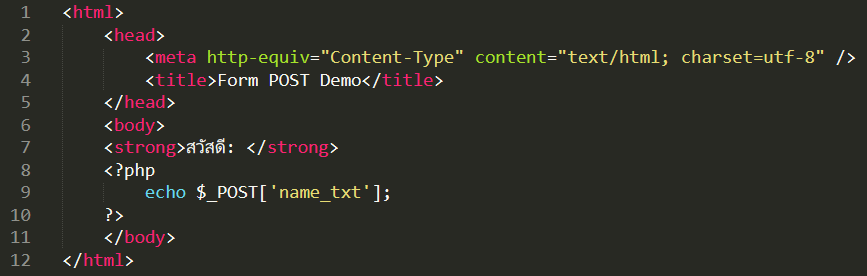 1 <html>
2 <head>
3 <meta http-equiv="Content-Type" content="text/html; charset=utf-8" />
4 <title>Form POST Demo</title>
5 </head>
6 <body>
7 <strong>สวัสดี: </strong>
8 <?php
9 echo $_POST['name_txt'];
10 ?>
11 </body>
12 </html>